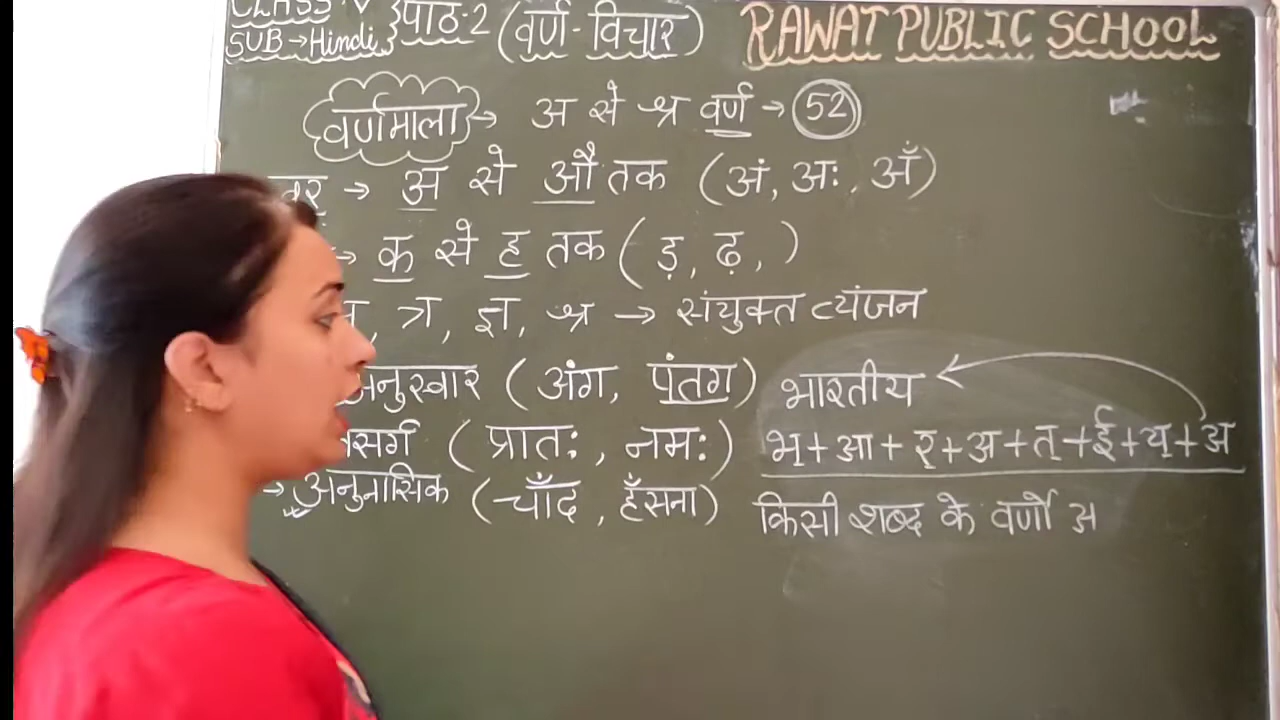 CLASS V
SUB → Hindi } पाठ-2 (वर्ण-विचार) RAWAT PUBLIC SCHOOL
वर्णमाला → अ से श्र वर्ण → 52
→ अ से औ तक (अं, अः, अँ)
→ क से ह तक (ड़, ढ़, )
, त्र, ज्ञ, श्र → संयुक्त व्यंजन
अनुस्वार (अंग, पंतग) भारतीय
(प्रातः, नमः) भ्+आ+र्+अ+त्+ई+य्+अ
→ अनुनासिक (चाँद, हँसना) किसी शब्द के वर्णो अ